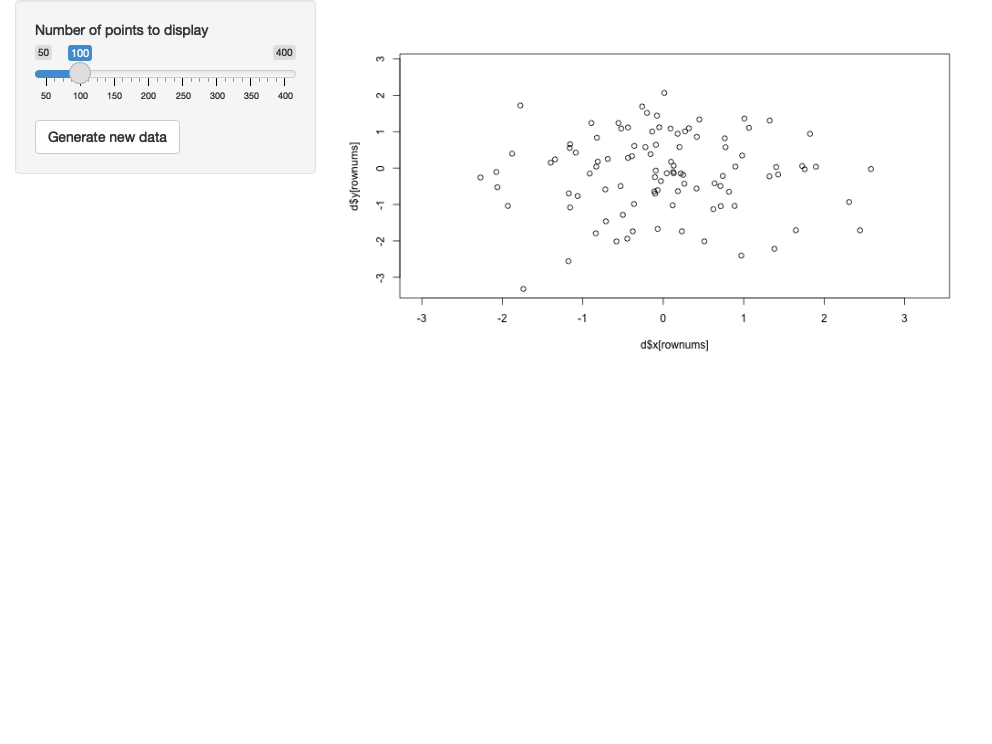 Number of points to display
50 100 400
50 100 150 200 250 300 350 400
Generate new data
3
2
1
0
-1
-2
-3
d$y[rownums]
-3 -2 -1 0 1 2 3
d$x[rownums]